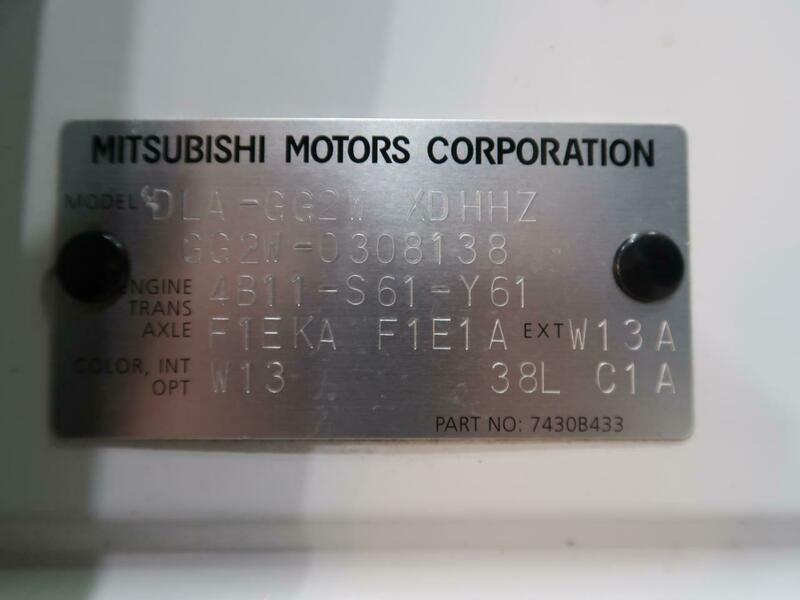 MITSUBISHI MOTORS CORPORATION
MODEL DLA-GG2W XDHHZ
GG2W-0308138
ENGINE 4B11-S61-Y61
TRANS AXLE F1EKA F1E1A EXT W13A
COLOR, INT OPT W13 38L C1A
PART NO: 7430B433